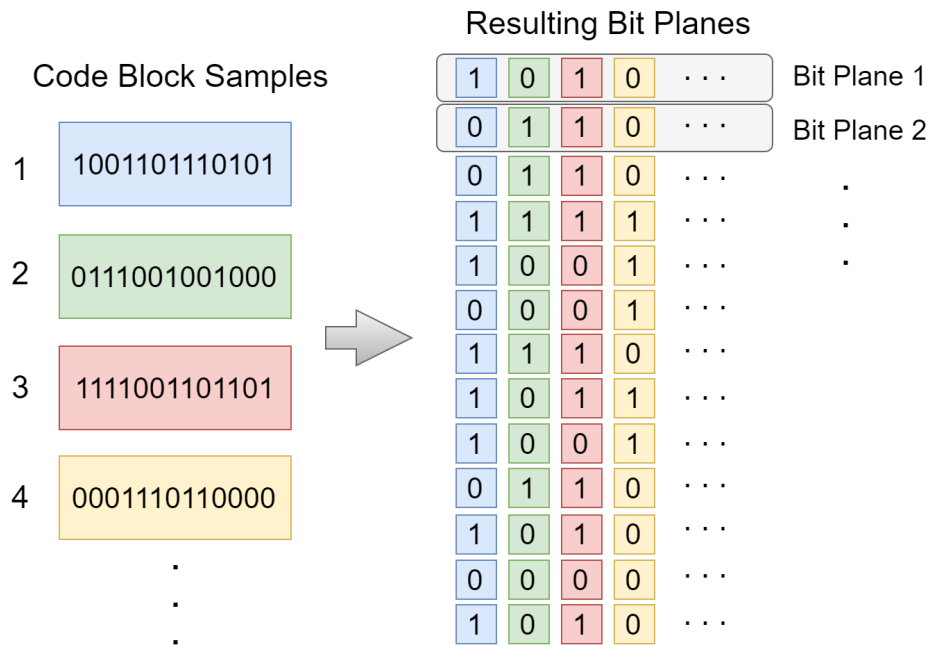 Resulting Bit Planes
Code Block Samples
1 1001101110101
2 0111001001000
3 1111001101101
4 0001110110000
.
.
.
1 0 1 0 . . . Bit Plane 1
0 1 1 0 . . . Bit Plane 2
0 1 1 0 . . . .
1 1 1 1 . . . .
1 0 0 1 . . . .
0 0 0 1 . . .
1 1 1 0 . . .
1 0 1 1 . . .
1 0 0 1 . . .
0 1 1 0 . . .
1 0 1 0 . . .
0 0 0 0 . . .
1 0 1 0 . . .